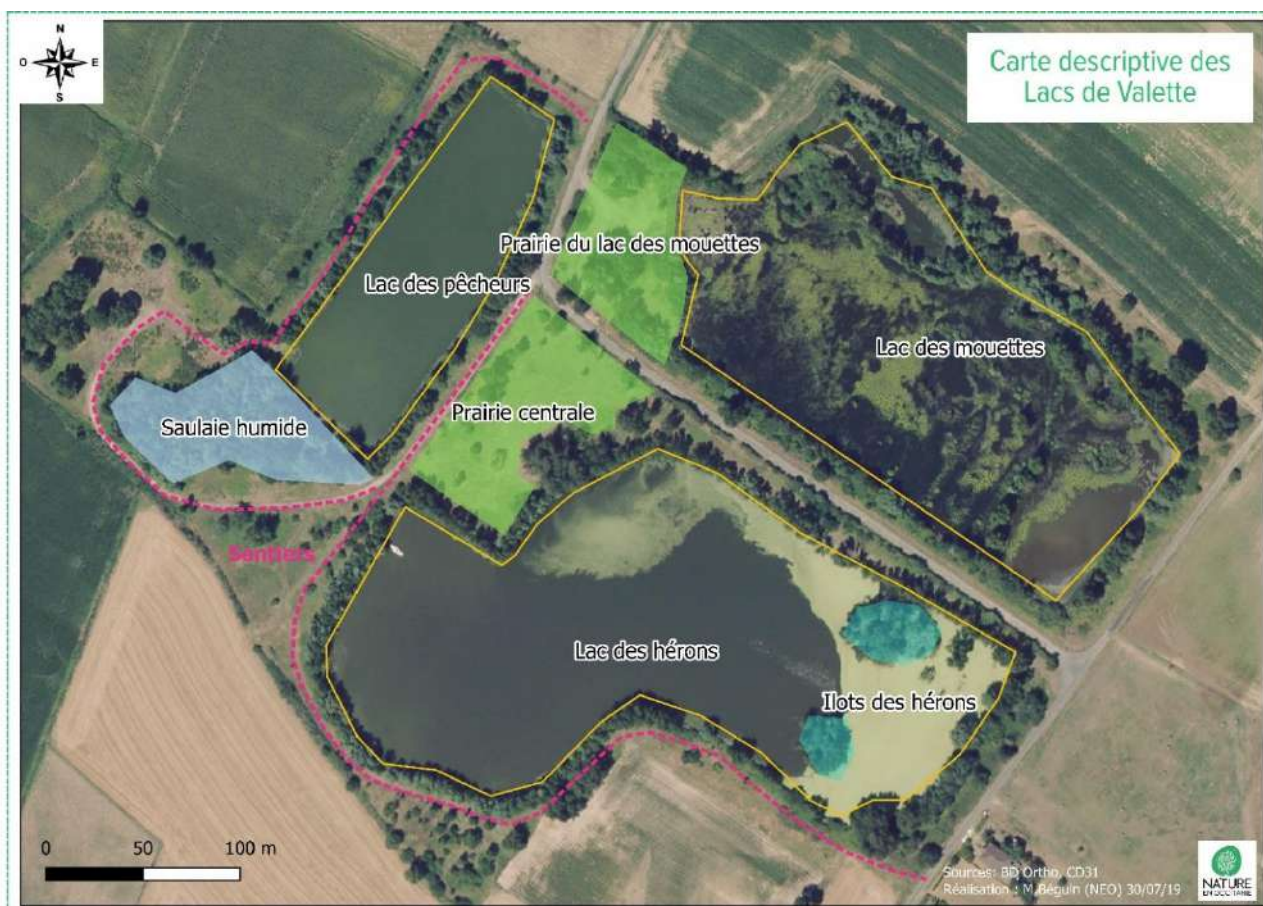 N
O
E
S
Carte descriptive des
Lacs de Valette
Prairie du lac des mouettes
Lac des pêcheurs
Lac des mouettes
Prairie centrale
Saulaie humide
Sentiers
Lac des hérons
Ilots des hérons
0 50 100 m
Sources: BD Ortho, CD31
Réalisation : M.Béguin (NEO) 30/07/19
NATURE
EN OCCITANIE